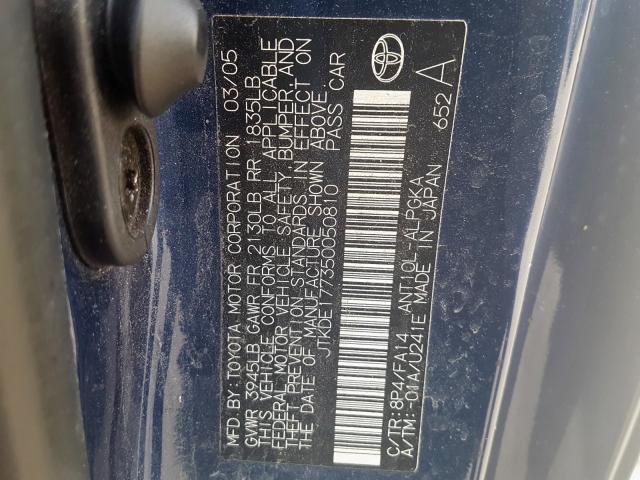 MFD BY: TOYOTA MOTOR CORPORATION 03/05
GVWR 3945LB GAWR FR 2130LB RR 1835LB
THIS VEHICLE CONFORMS TO ALL APPLICABLE
FEDERAL MOTOR VEHICLE SAFETY, BUMPER, AND
THEFT PREVENTION STANDARDS IN EFFECT ON
THE DATE OF MANUFACTURE SHOWN ABOVE.
JTKDE177350050810 PASS CAR
C/TR: 8P4/FA14 ANT10L-ALPGKA
A/TM: -01A/U241E MADE IN JAPAN 652 A